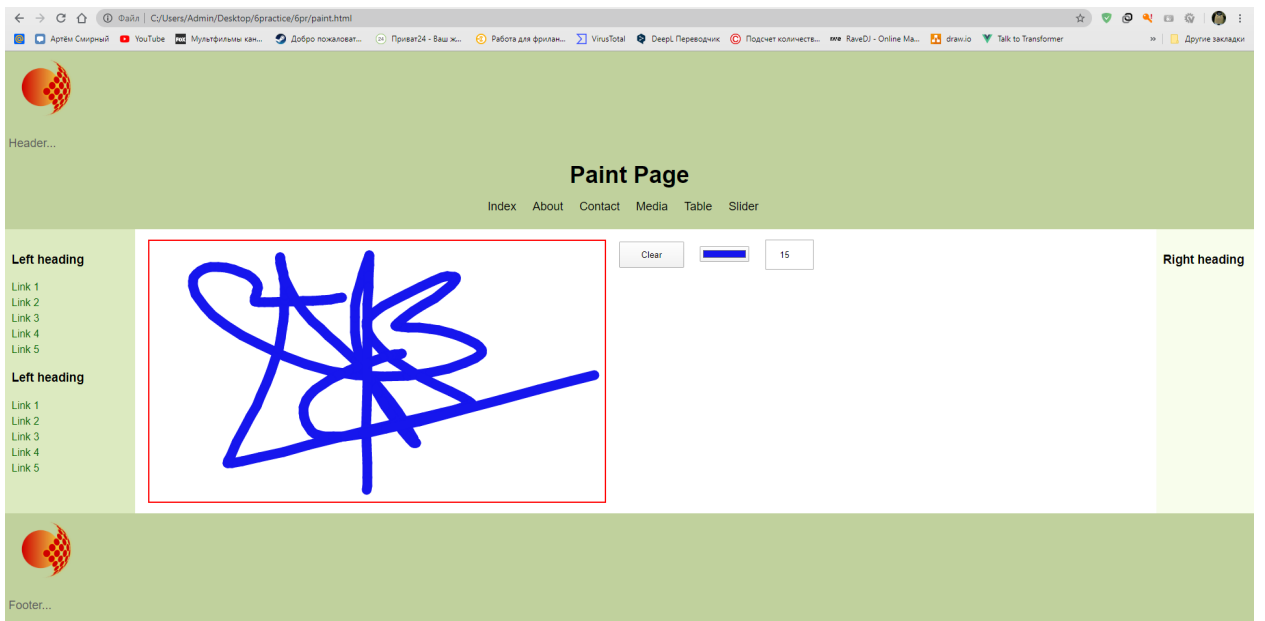 Файл | C:/Users/Admin/Desktop/6practice/6pr/paint.html
Артём Смирный YouTube FOX Мультфильмы кан... Добро пожаловат... 24 Приват24 - Ваш ж... Работа для фрилан... VirusTotal DeepL Переводчик Подсчет количеств... RaveDJ - Online Ma... draw.io Talk to Transformer » Другие закладки
Header...
Paint Page
Index About Contact Media Table Slider
Left heading
Link 1
Link 2
Link 3
Link 4
Link 5
Left heading
Link 1
Link 2
Link 3
Link 4
Link 5
Clear 15
Right heading
Footer...